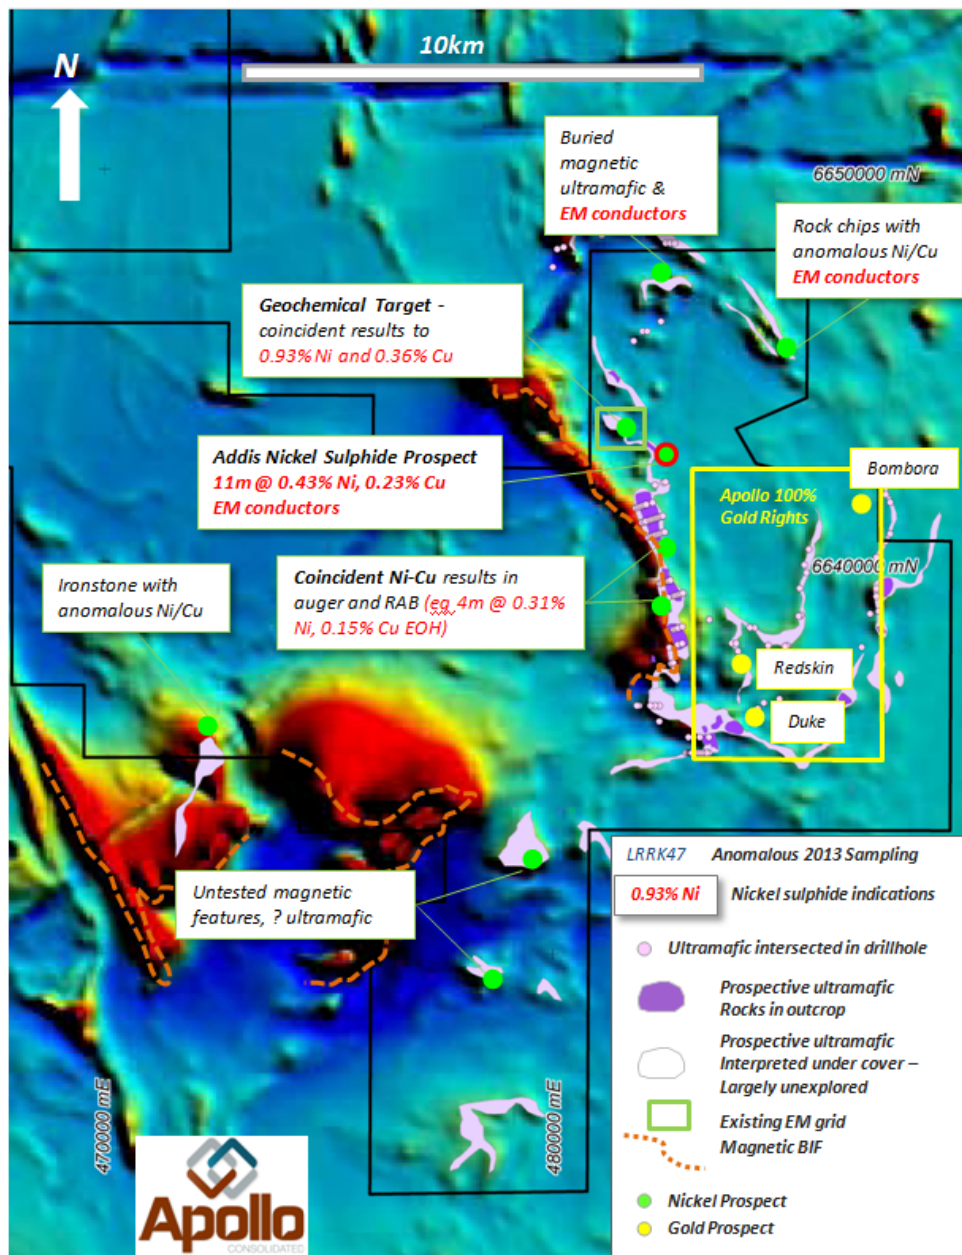 10km
N
Buried
magnetic
ultramafic &
EM conductors
6650000 mN
Rock chips with
anomalous Ni/Cu
EM conductors
Geochemical Target -
coincident results to
0.93% Ni and 0.36% Cu
Addis Nickel Sulphide Prospect
11m @ 0.43% Ni, 0.23% Cu
EM conductors
Bombora
Apollo 100%
Gold Rights
Ironstone with
anomalous Ni/Cu
Coincident Ni-Cu results in
auger and RAB (eg 4m @ 0.31%
Ni, 0.15% Cu EOH)
6640000 mN
Redskin
Duke
Untested magnetic
features, ? ultramafic
LRRK47 Anomalous 2013 Sampling
0.93% Ni Nickel sulphide indications
Ultramafic intersected in drillhole
Prospective ultramafic
Rocks in outcrop
Prospective ultramafic
Interpreted under cover –
Largely unexplored
Existing EM grid
Magnetic BIF
Nickel Prospect
Gold Prospect
470000 mE
480000 mE
Apollo
CONSOLIDATED